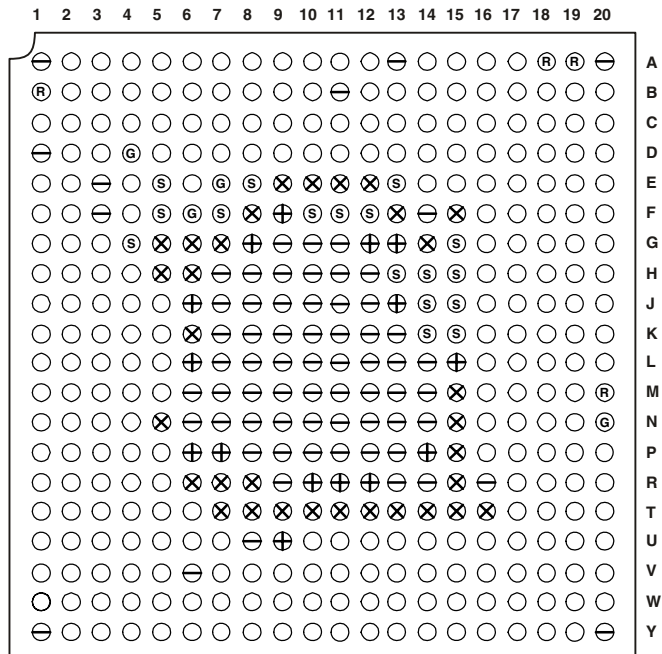 1 2 3 4 5 6 7 8 9 10 11 12 13 14 15 16 17 18 19 20
R R A
R B
C
G D
S G S S E
S G S S S S F
S S G
S S S H
S S J
S S K
L
R M
G N
P
R
T
U
V
W
Y